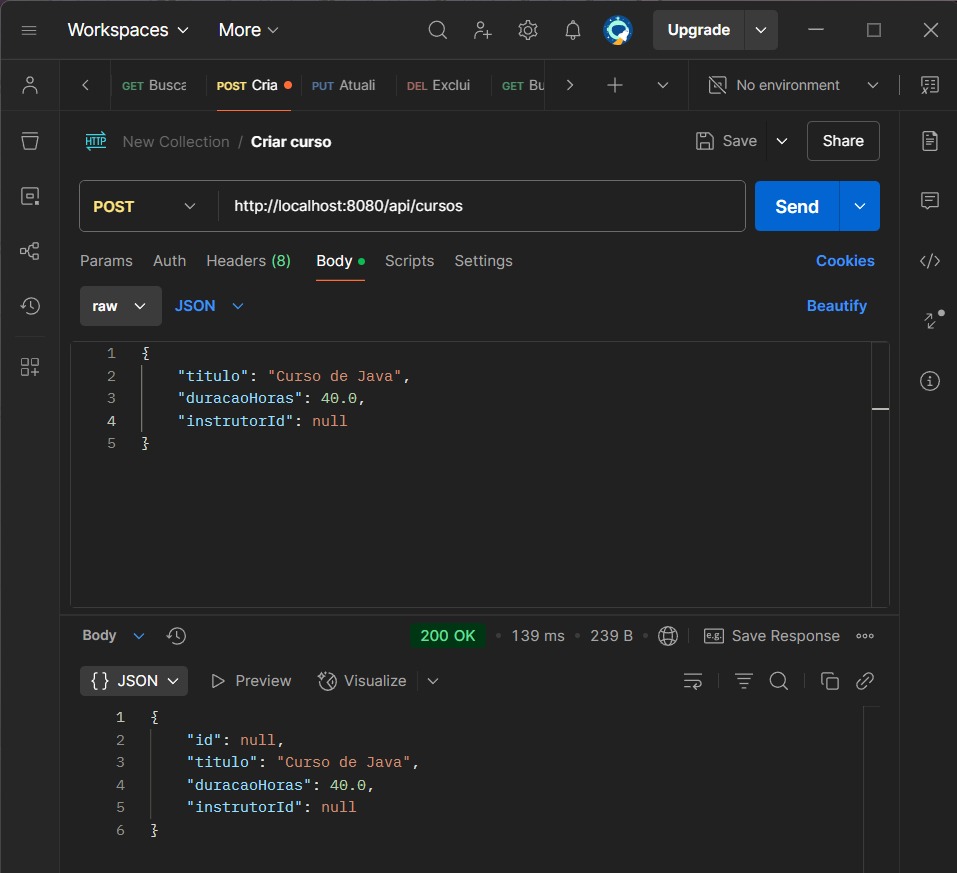 Workspaces More Upgrade
GET Busca POST Cria PUT Atuali DEL Exclui GET Bu No environment
HTTP New Collection / Criar curso Save Share
POST http://localhost:8080/api/cursos Send
Params Auth Headers (8) Body Scripts Settings Cookies
raw JSON Beautify
1 {
2 "titulo": "Curso de Java",
3 "duracaoHoras": 40.0,
4 "instrutorId": null
5 }
Body 200 OK • 139 ms • 239 B • e.g. Save Response
{} JSON Preview Visualize
1 {
2 "id": null,
3 "titulo": "Curso de Java",
4 "duracaoHoras": 40.0,
5 "instrutorId": null
6 }